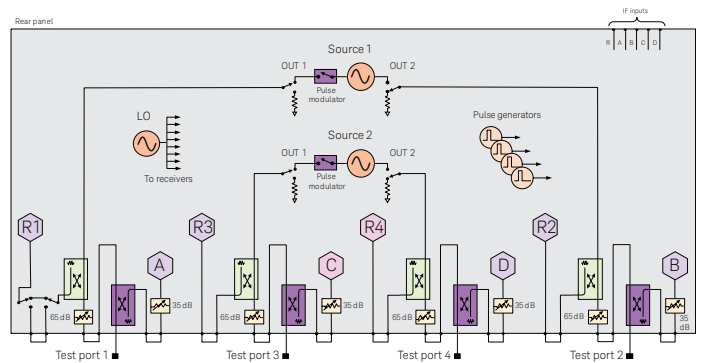 IF inputs
Rear panel
R A B C D
Source 1
OUT 1
OUT 2
Pulse
modulator
LO
To receivers
Pulse generators
Source 2
OUT 1
OUT 2
Pulse
modulator
R1
A
R3
C
R4
D
R2
B
65 dB
35 dB
65 dB
35 dB
65 dB
35 dB
65 dB
35
dB
Test port 1
Test port 3
Test port 4
Test port 2